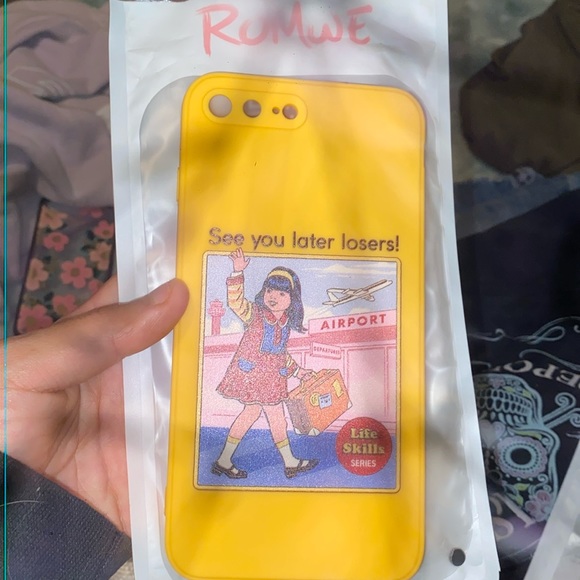 ROMWE
See you later losers!
AIRPORT
DEPARTURES
Life
Skills
SERIES